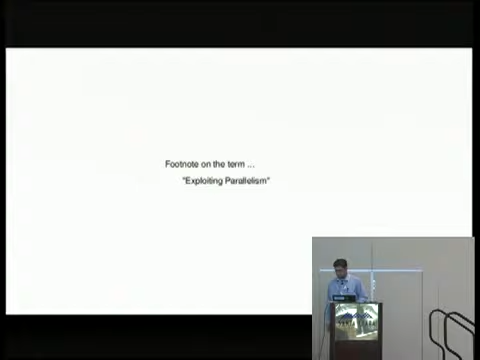 Footnote on the term ...
"Exploiting Parallelism"